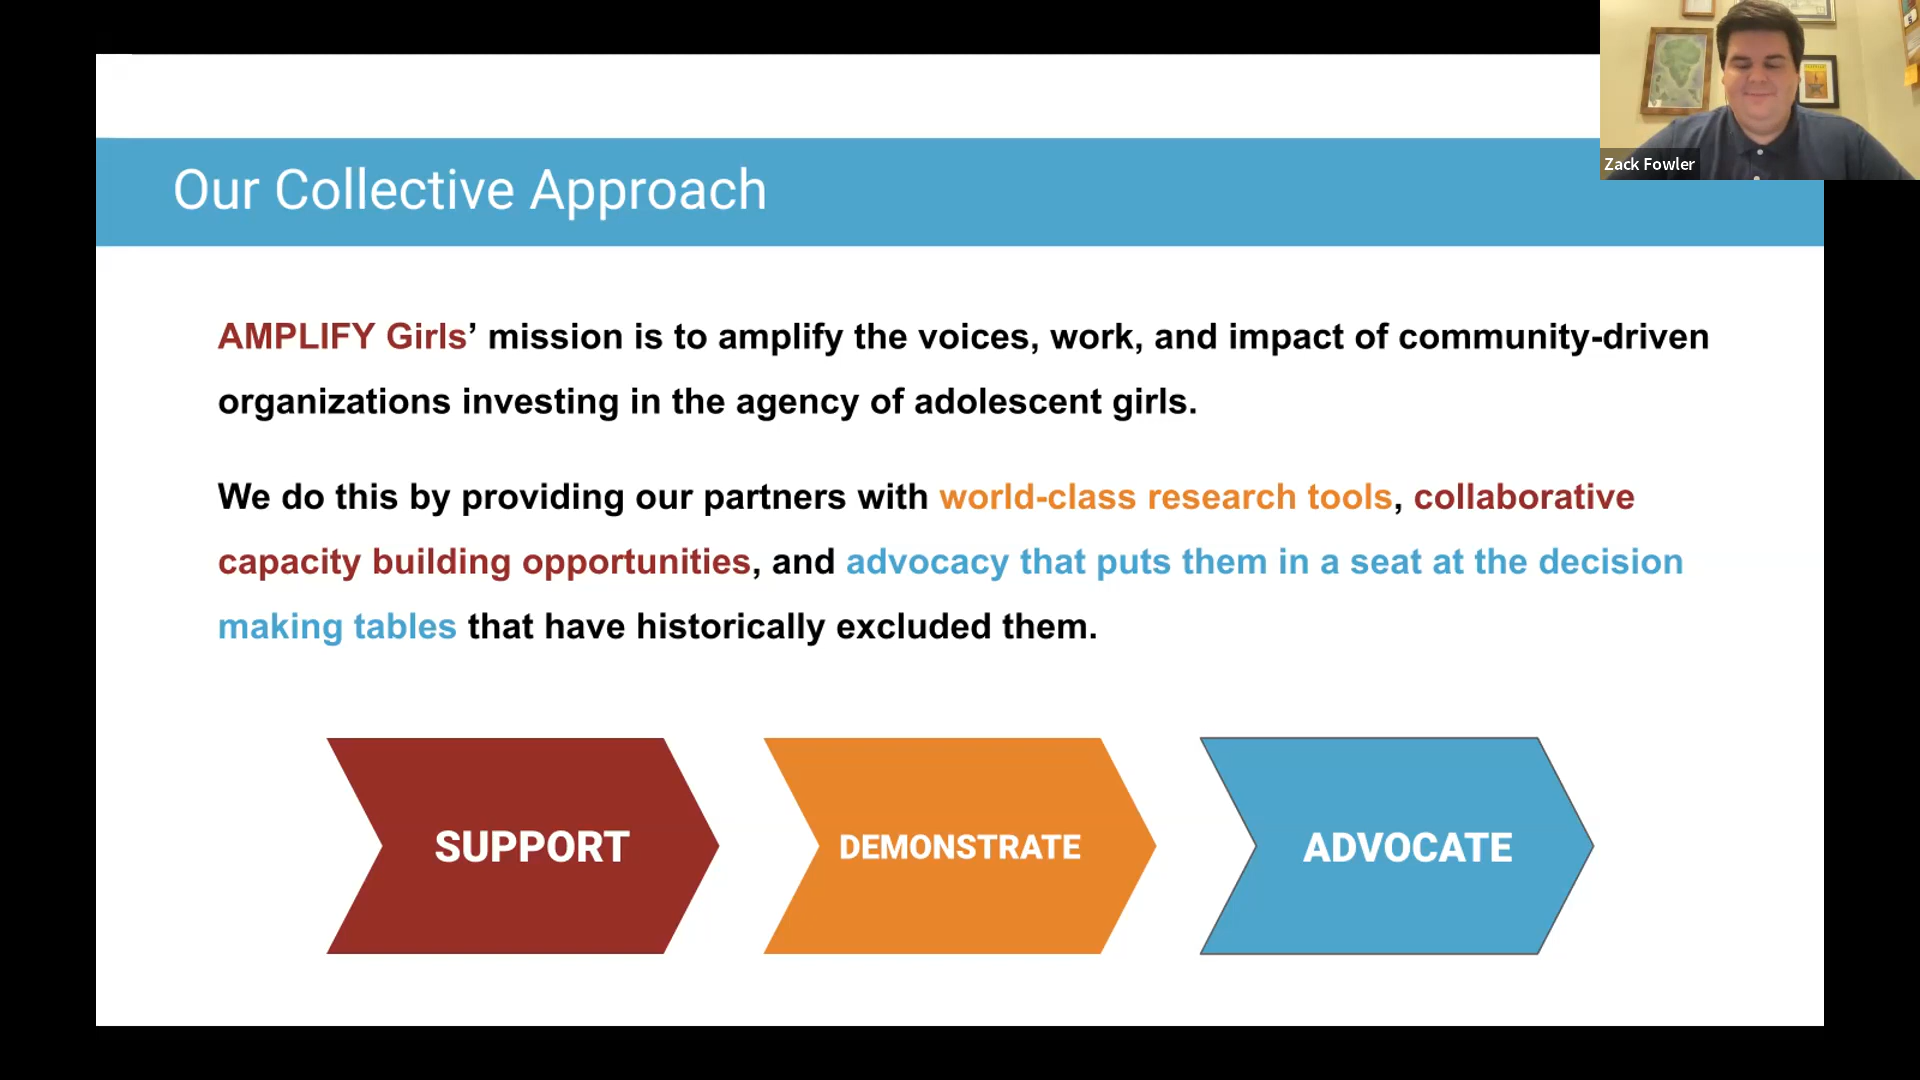 Our Collective Approach
Zack Fowler
AMPLIFY Girls’ mission is to amplify the voices, work, and impact of community-driven
organizations investing in the agency of adolescent girls.
We do this by providing our partners with world-class research tools, collaborative
capacity building opportunities, and advocacy that puts them in a seat at the decision
making tables that have historically excluded them.
SUPPORT
DEMONSTRATE
ADVOCATE